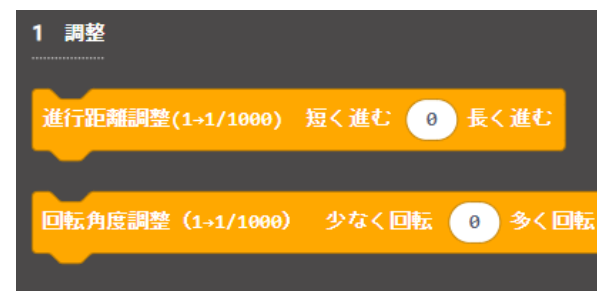 1 調整
進行距離調整(1→1/1000) 短く進む 0 長く進む
回転角度調整（1→1/1000） 少なく回転 0 多く回転